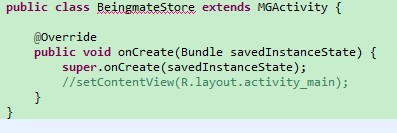 public class BeingmateStore extends MGActivity {
@Override
public void onCreate(Bundle savedInstanceState) {
super.onCreate(savedInstanceState);
//setContentView(R.layout.activity_main);
}
}